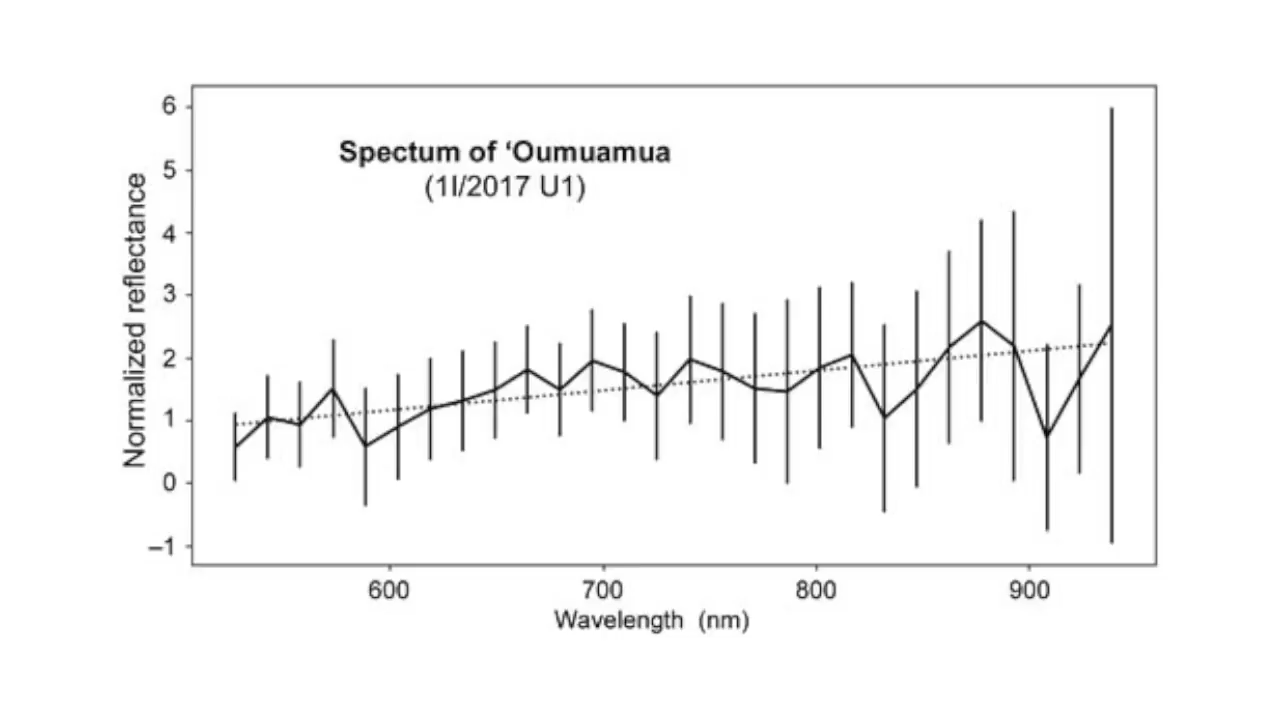 Spectum of ‘Oumuamua
(1I/2017 U1)
Normalized reflectance
6
5
4
3
2
1
0
–1
600 700 800 900
Wavelength (nm)